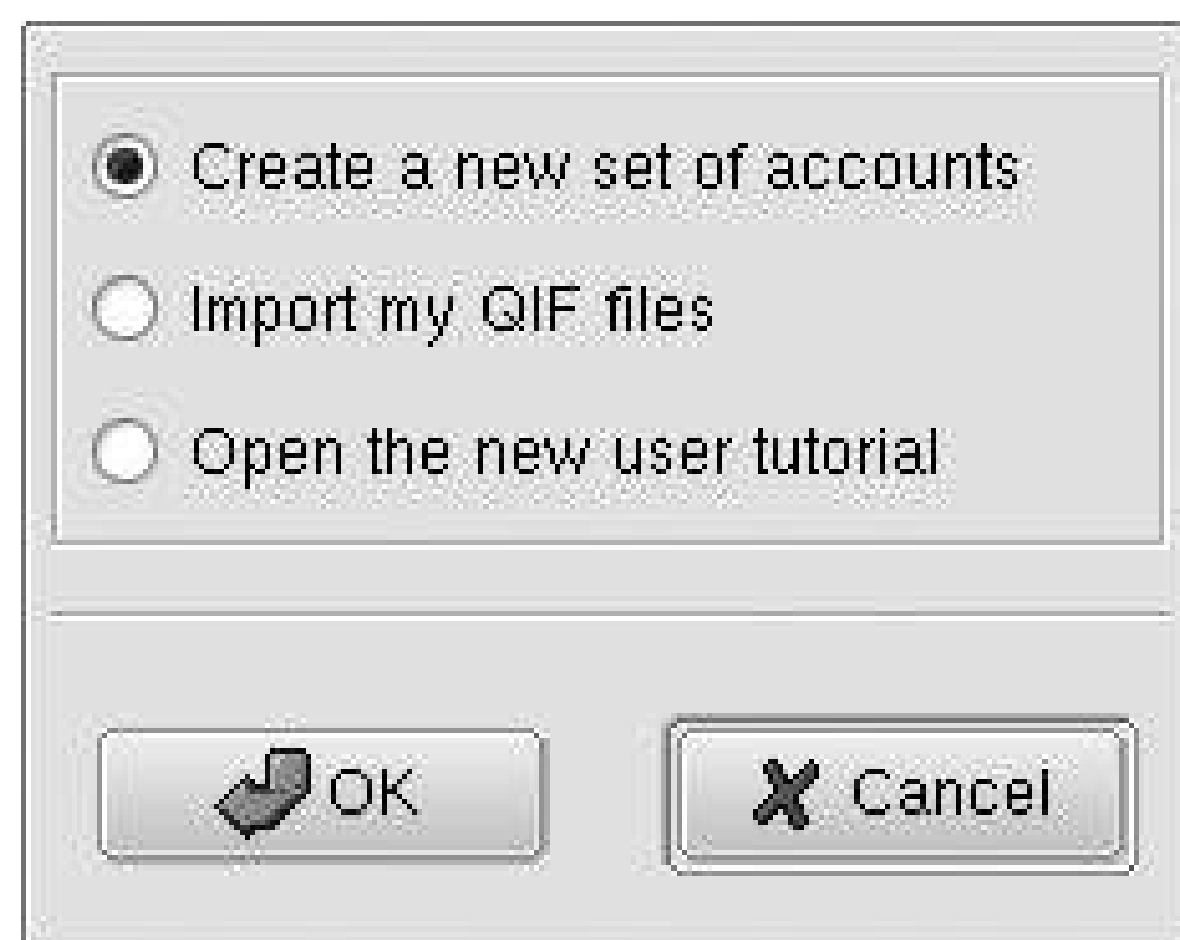 Create a new set of accounts
Import my QIF files
Open the new user tutorial
OK
Cancel